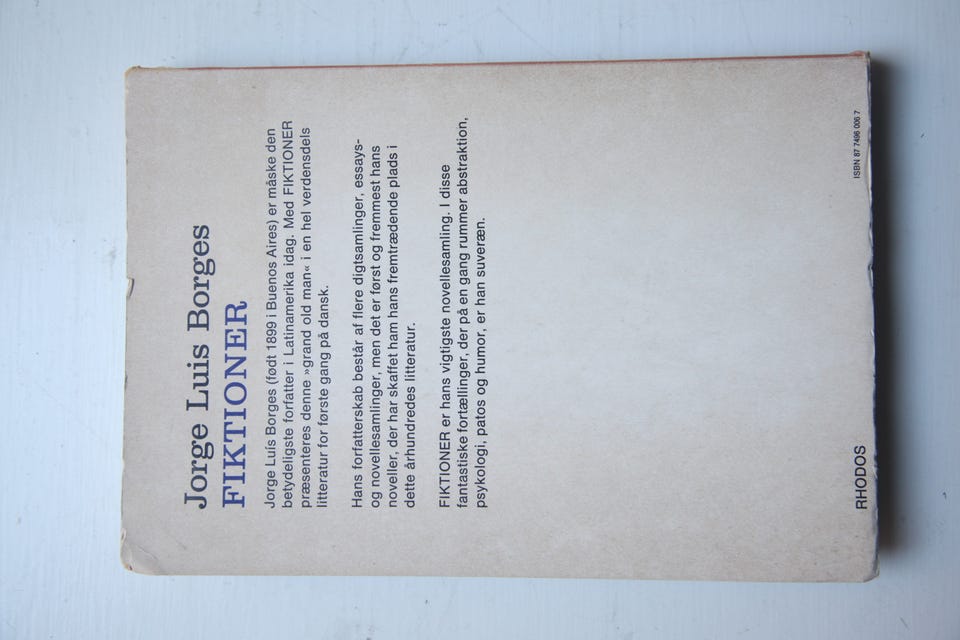 Jorge Luis Borges
FIKTIONER
Jorge Luis Borges (født 1899 i Buenos Aires) er måske den
betydeligste forfatter i Latinamerika idag. Med FIKTIONER
præsenteres denne »grand old man« i en hel verdensdels
litteratur for første gang på dansk.
Hans forfatterskab består af flere digtsamlinger, essays-
og novellesamlinger, men det er først og fremmest hans
noveller, der har skaffet ham hans fremtrædende plads i
dette århundredes litteratur.
FIKTIONER er hans vigtigste novellesamling. I disse
fantastiske fortællinger, der på en gang rummer abstraktion,
psykologi, patos og humor, er han suveræn.
RHODOS
ISBN 87 7496 006 7